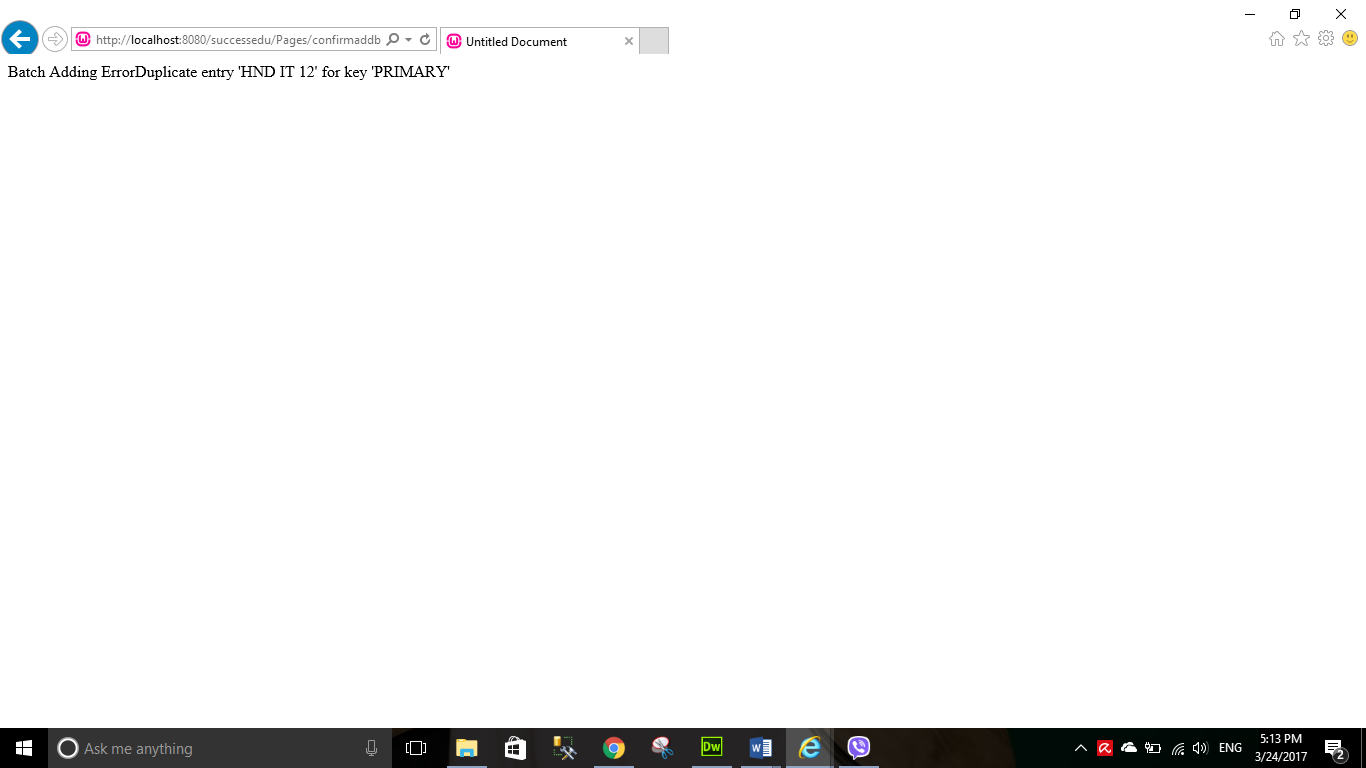 http://localhost:8080/successedu/Pages/confirmaddb
Untitled Document
Batch Adding ErrorDuplicate entry 'HND IT 12' for key 'PRIMARY'
Ask me anything
Dw
ENG
5:13 PM
3/24/2017
2